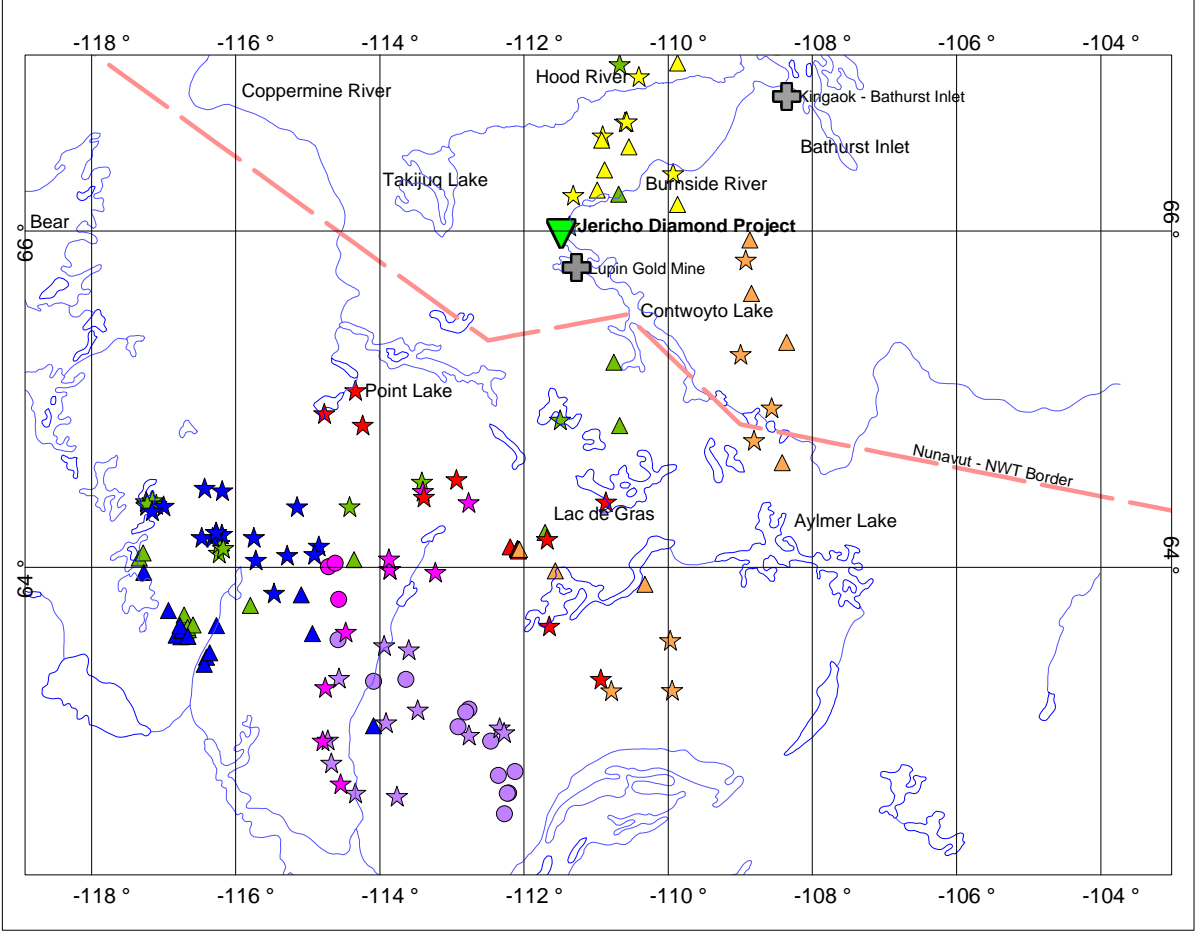 -118 ° -116 ° -114 ° -112 ° -110 ° -108 ° -106 ° -104 °
Coppermine River
Hood River
Kingaok - Bathurst Inlet
Bathurst Inlet
Takijuq Lake
Burnside River
Bear
Jericho Diamond Project
66 °
66 °
Lupin Gold Mine
Contwoyto Lake
Point Lake
Nunavut - NWT Border
Lac de Gras
Aylmer Lake
64 °
64 °
-118 ° -116 ° -114 ° -112 ° -110 ° -108 ° -106 ° -104 °